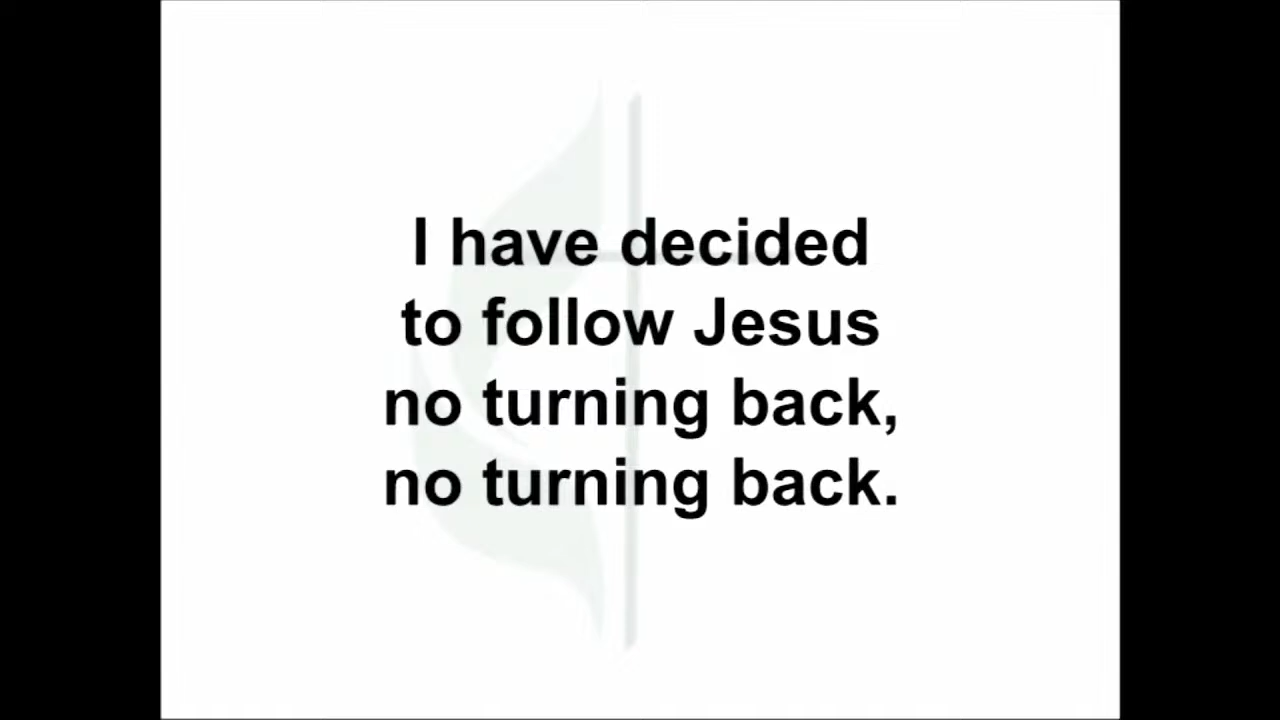 I have decided
to follow Jesus
no turning back,
no turning back.